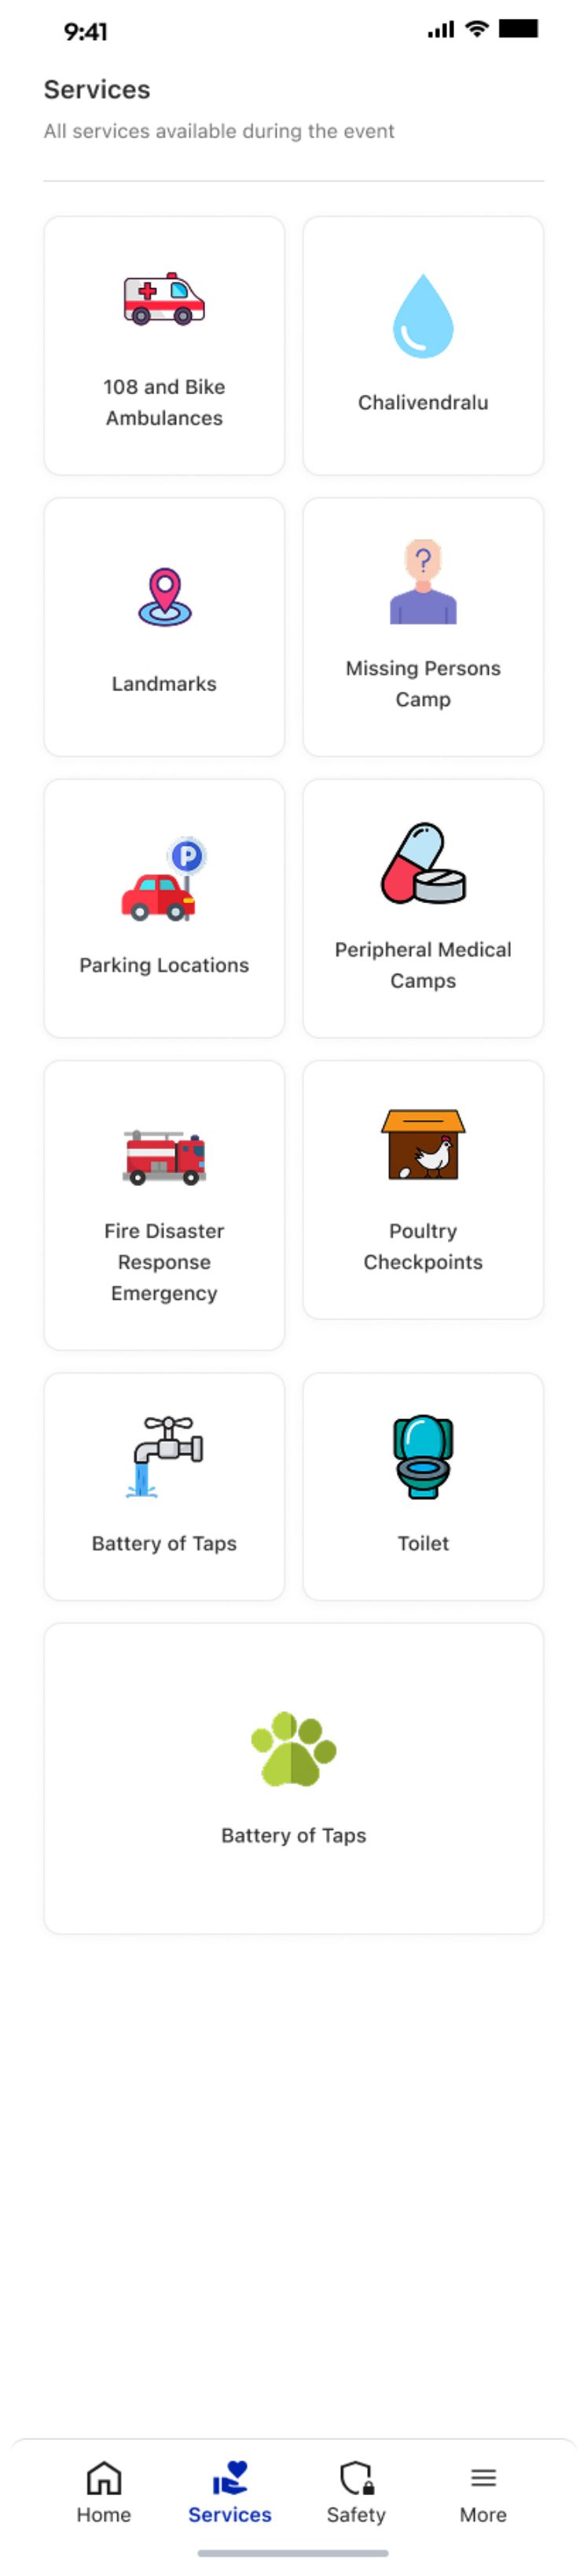 9:41
Services
All services available during the event
108 and Bike
Ambulances
Chalivendralu
Landmarks
?
Missing Persons
Camp
P
Parking Locations
Peripheral Medical
Camps
Fire Disaster
Response
Emergency
Poultry
Checkpoints
Battery of Taps
Toilet
Battery of Taps
Home
Services
Safety
More